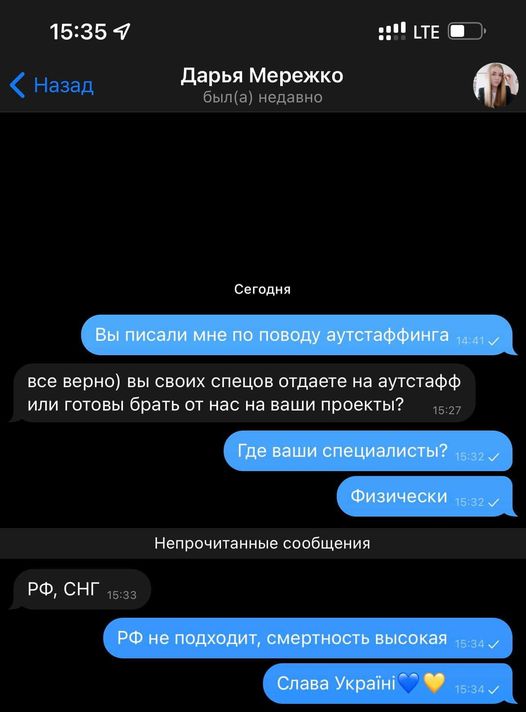 15:35 LTE
Назад
Дарья Мережко
был(а) недавно
Сегодня
Вы писали мне по поводу аутстаффинга 14:41
все верно) вы своих спецов отдаете на аутстафф
или готовы брать от нас на ваши проекты? 15:27
Где ваши специалисты? 15:32
Физически 15:32
Непрочитанные сообщения
РФ, СНГ 15:33
РФ не подходит, смертность высокая 15:34
Слава Україні💙💛 15:34